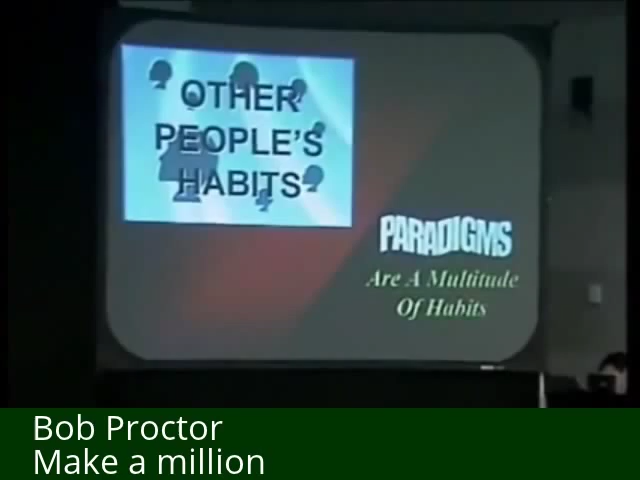 OTHER
PEOPLE'S
HABITS
PARADIGMS
Are A Multitude
Of Habits
Bob Proctor
Make a million